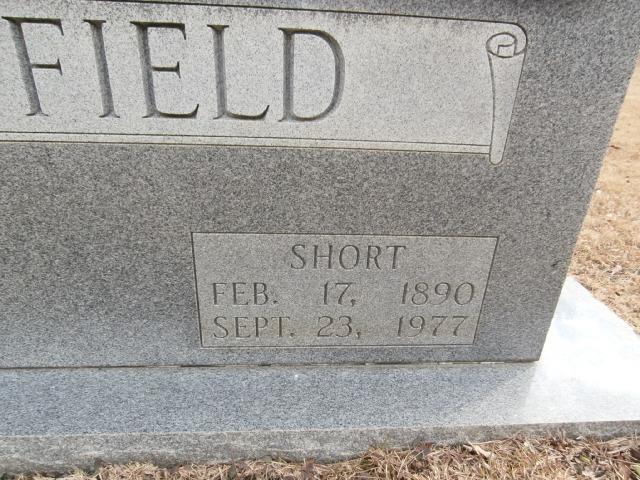 FIELD
SHORT
FEB. 17, 1890
SEPT. 23, 1977